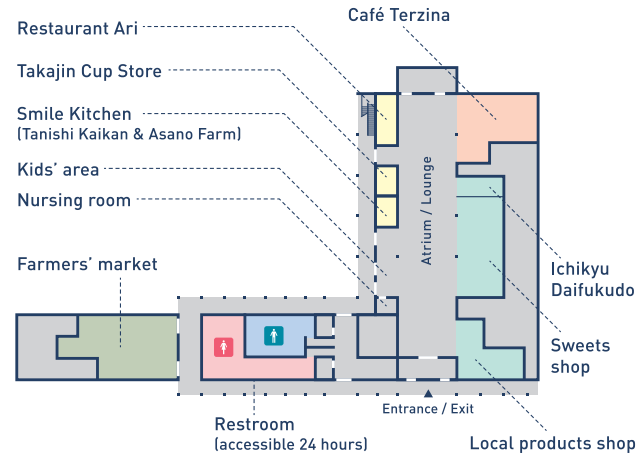 Café Terzina
Restaurant Ari
Takajin Cup Store
Smile Kitchen
(Tanishi Kaikan & Asano Farm)
Kids' area
Nursing room
Atrium / Lounge
Farmers' market
Ichikyu
Daifukudo
Sweets
shop
Entrance / Exit
Restroom
(accessible 24 hours)
Local products shop